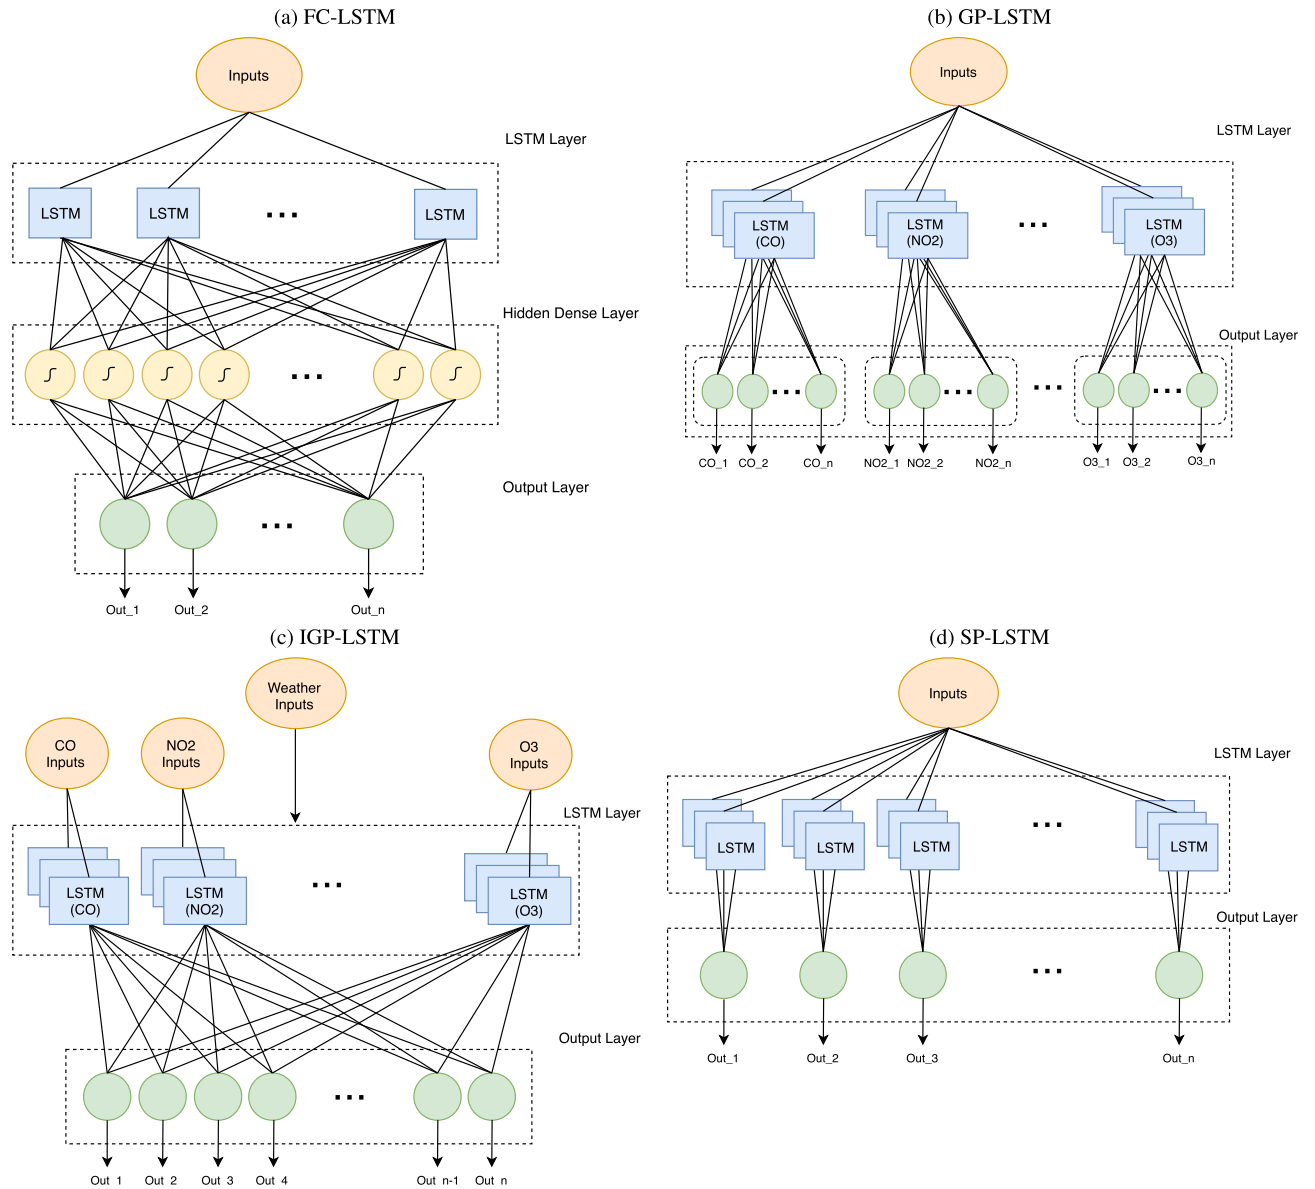 (a) FC-LSTM
Inputs
LSTM Layer
LSTM
LSTM
...
LSTM
Hidden Dense Layer
...
Output Layer
...
Out_1
Out_2
Out_n
(b) GP-LSTM
Inputs
LSTM Layer
LSTM
(CO)
LSTM
(NO2)
...
LSTM
(O3)
Output Layer
...
...
...
...
CO_1
CO_2
CO_n
NO2_1
NO2_2
NO2_n
O3_1
O3_2
O3_n
(c) IGP-LSTM
Weather
Inputs
CO
Inputs
NO2
Inputs
O3
Inputs
LSTM Layer
LSTM
(CO)
LSTM
(NO2)
...
LSTM
(O3)
Output Layer
...
Out_1
Out_2
Out_3
Out_4
Out_n-1
Out_n
(d) SP-LSTM
Inputs
LSTM Layer
LSTM
LSTM
LSTM
...
LSTM
Output Layer
...
Out_1
Out_2
Out_3
Out_n